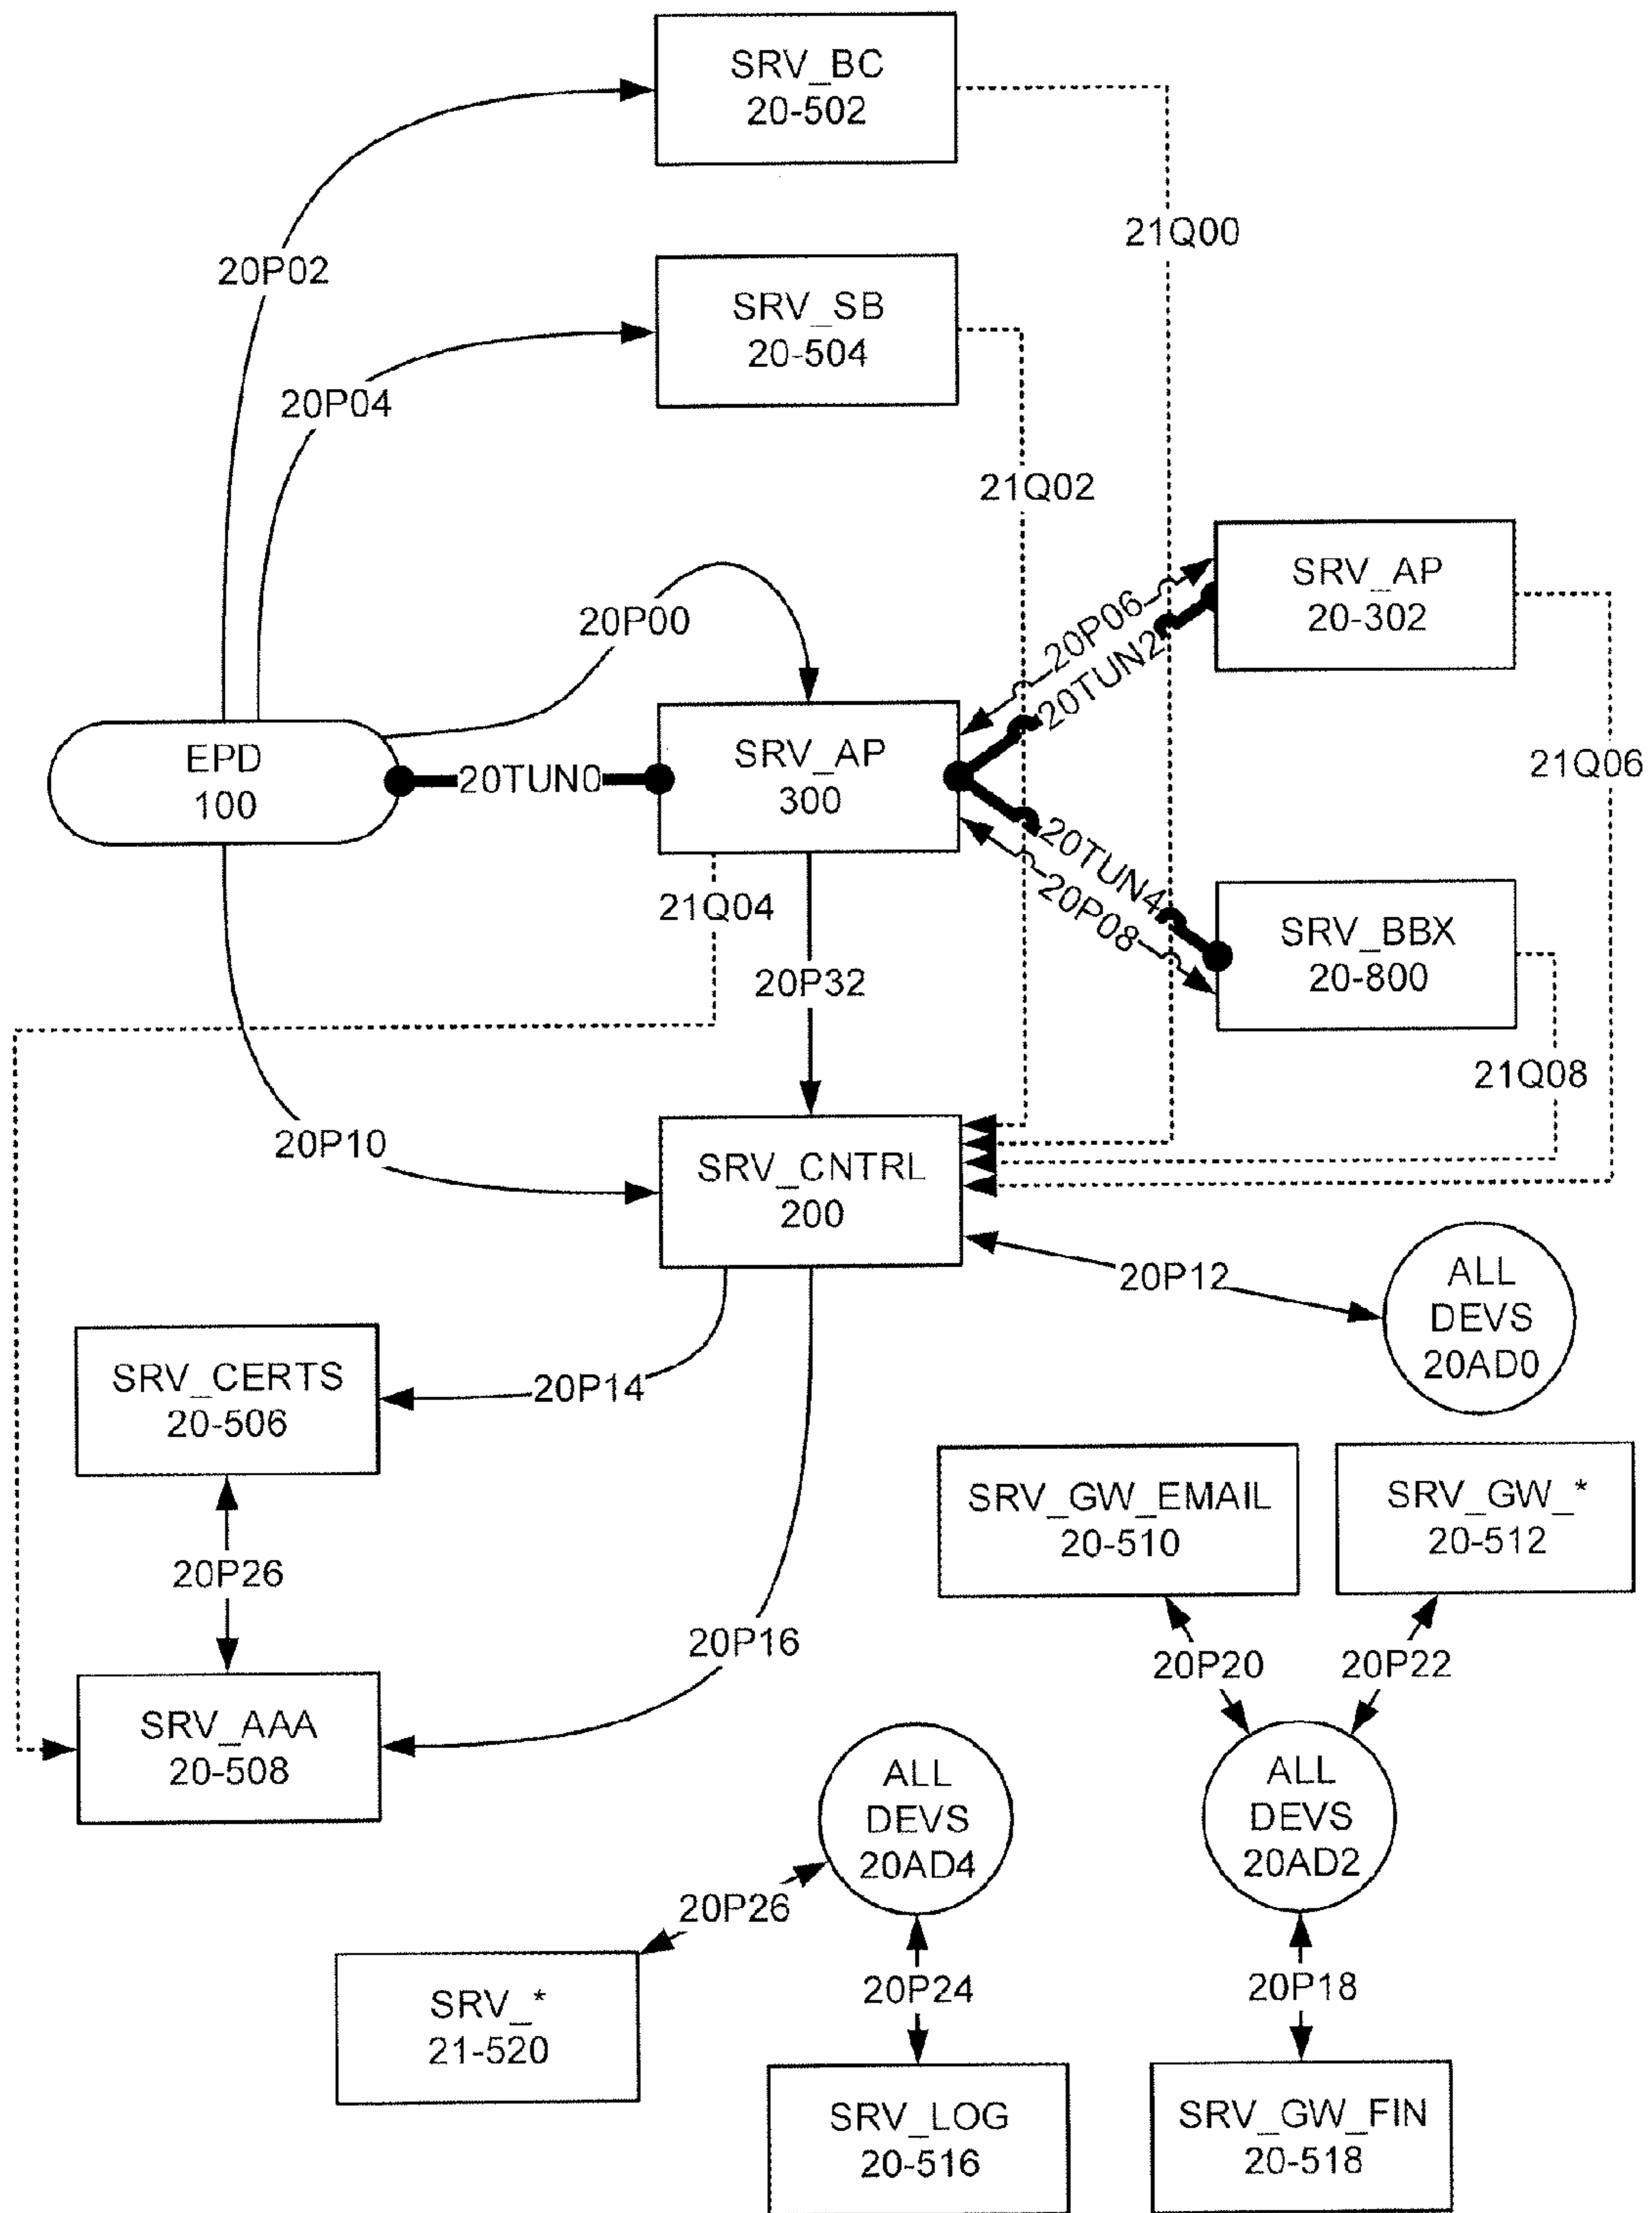 SRV_BC
20-502
21Q00
20P02
SRV_SB
20-504
20P04
21Q02
SRV_AP
20-302
20P06
20TUN2
20P00
EPD
100
20TUN0
SRV_AP
300
21Q06
20TUN4
20P08
21Q04
SRV_BBX
20-800
20P32
21Q08
20P10
SRV_CNTRL
200
20P12
ALL
DEVS
20AD0
SRV_CERTS
20-506
20P14
SRV_GW_EMAIL
20-510
SRV_GW_*
20-512
20P26
20P16
20P20
20P22
SRV_AAA
20-508
ALL
DEVS
20AD4
ALL
DEVS
20AD2
20P26
20P24
20P18
SRV_*
21-520
SRV_LOG
20-516
SRV_GW_FIN
20-518